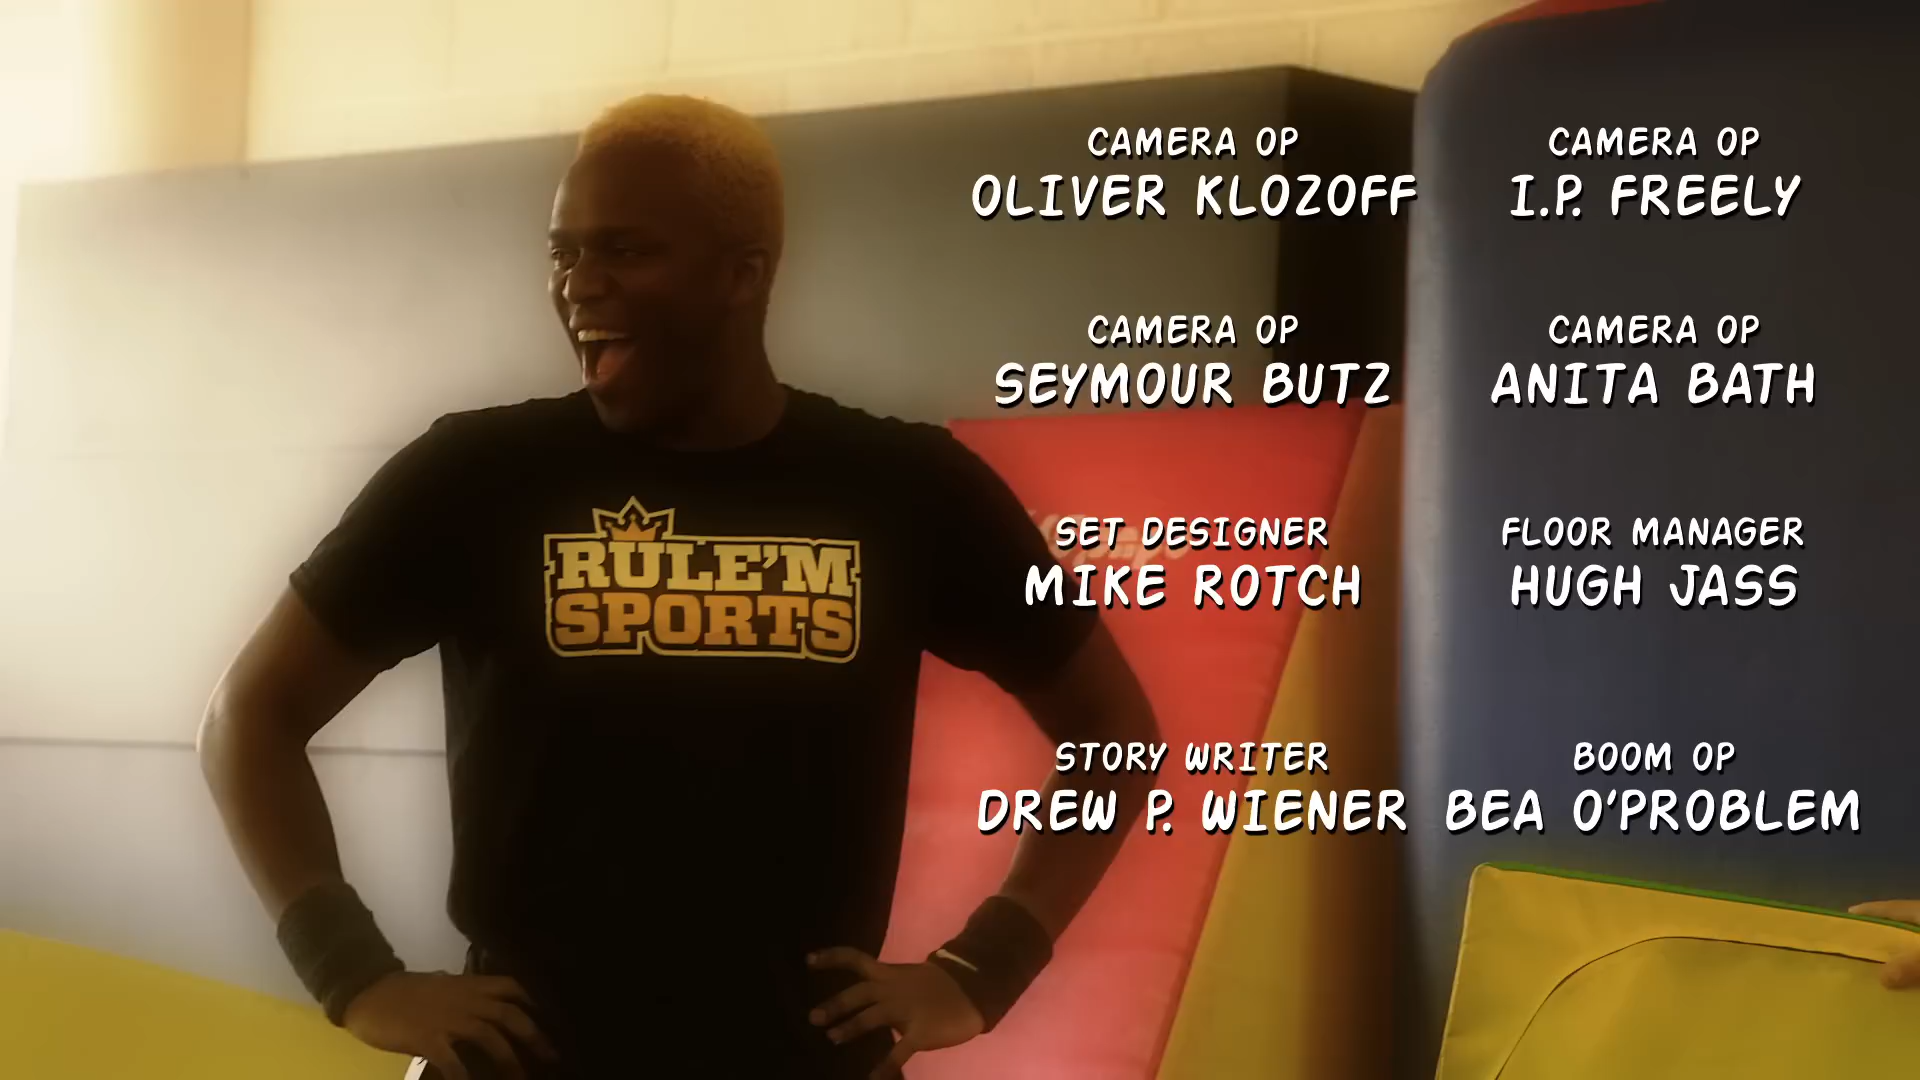 CAMERA OP
OLIVER KLOZOFF
CAMERA OP
I.P. FREELY
CAMERA OP
SEYMOUR BUTZ
CAMERA OP
ANITA BATH
SET DESIGNER
MIKE ROTCH
FLOOR MANAGER
HUGH JASS
STORY WRITER
DREW P. WIENER
BOOM OP
BEA O'PROBLEM
RULE'M
SPORTS